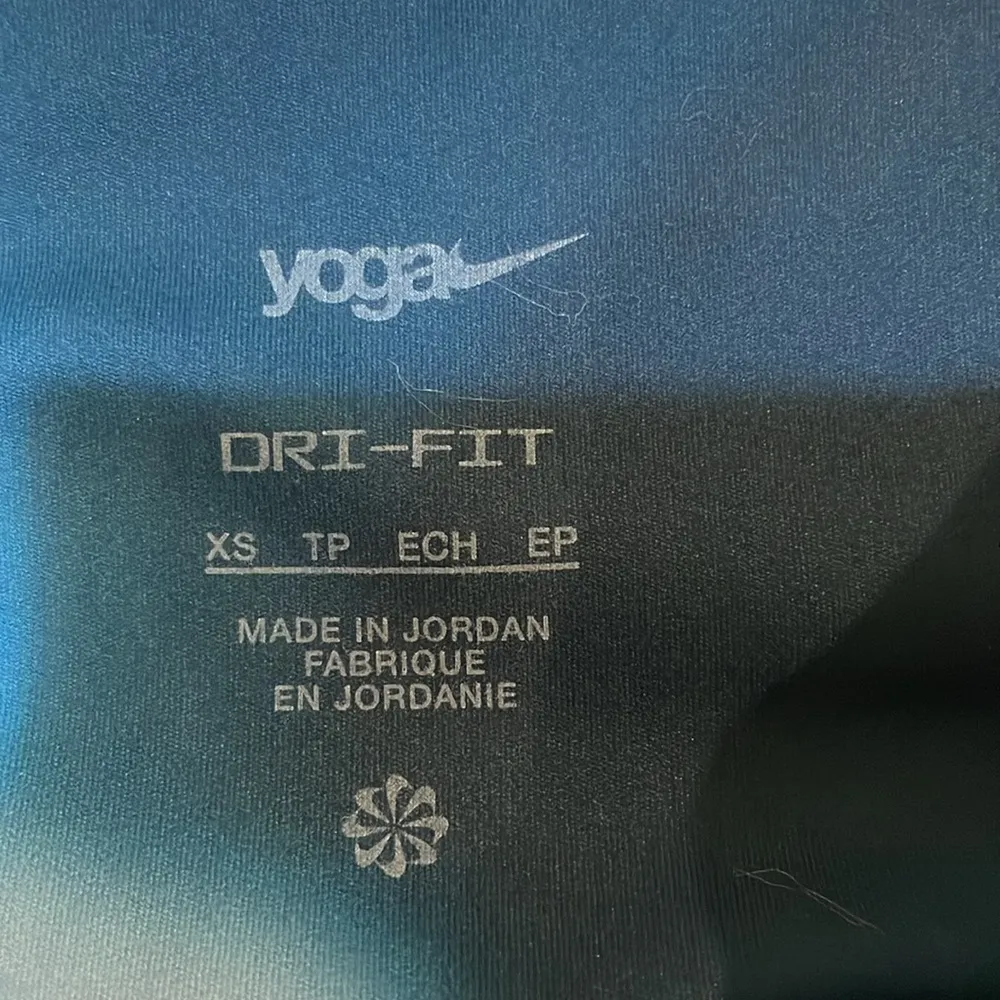 yoga
DRI-FIT
XS TP ECH EP
MADE IN JORDAN
FABRIQUE
EN JORDANIE